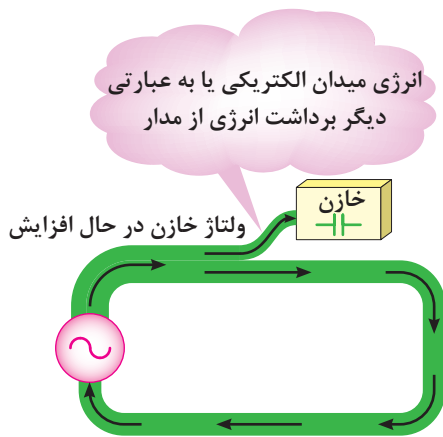 انرژی میدان الکتریکی یا به عبارتی
دیگر برداشت انرژی از مدار
خازن
ولتاژ خازن در حال افزایش